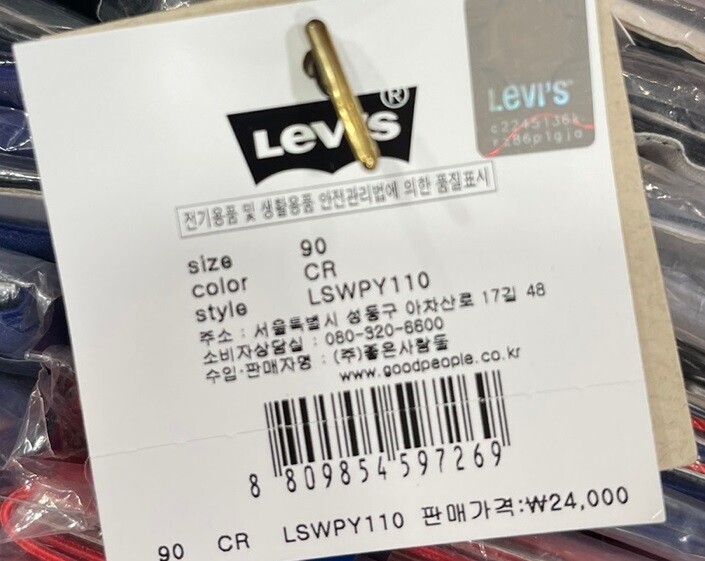 Levi's®
Levi's™
c2245136k
r286p1gja
전기용품 및 생활용품 안전관리법에 의한 품질표시
size 90
color CR
style LSWPY110
주소 : 서울특별시 성동구 아차산로 17길 48
소비자상담실 : 080-320-6600
수입·판매자명 : (주)좋은사람들
www.goodpeople.co.kr
8 809854 597269
90 CR LSWPY110 판매가격:₩24,000